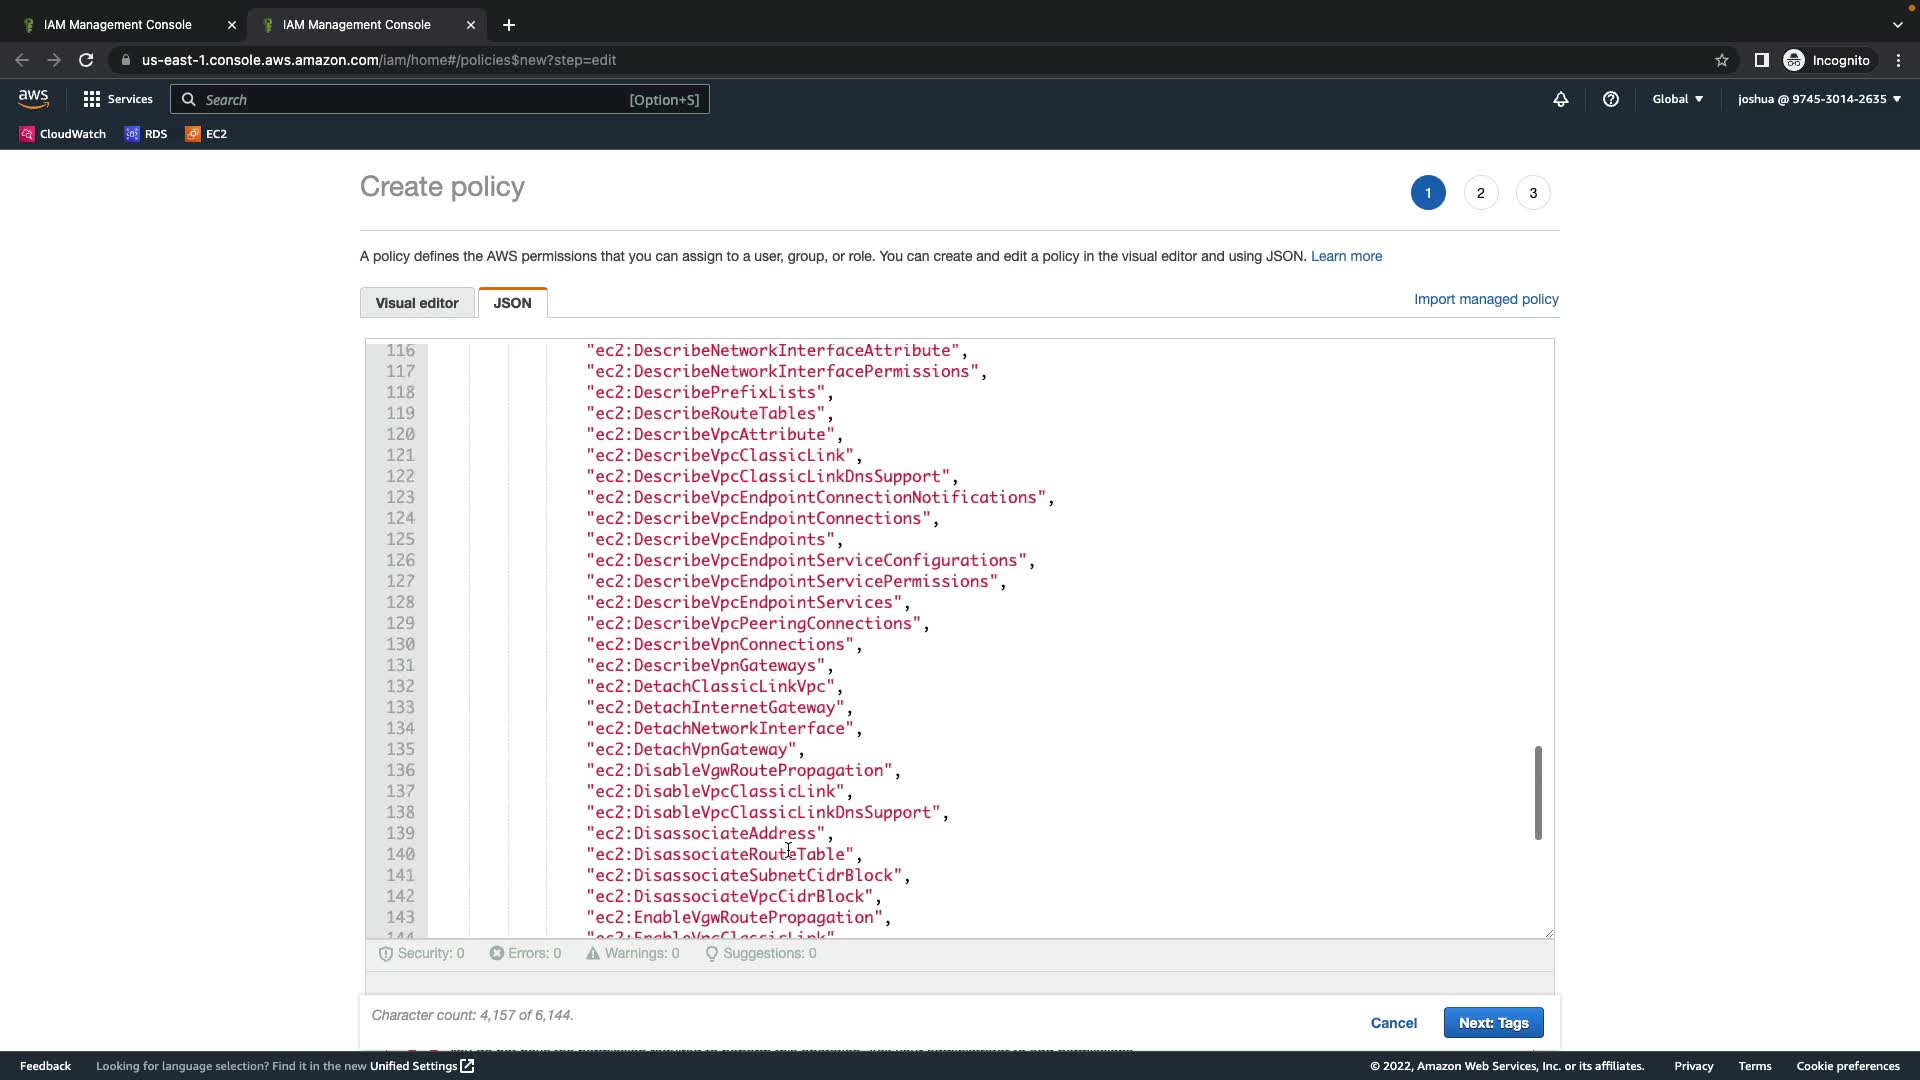 IAM Management Console
IAM Management Console
us-east-1.console.aws.amazon.com/iam/home#/policies$new?step=edit
Incognito
aws
Services
Search
[Option+S]
Global
joshua @ 9745-3014-2635
CloudWatch
RDS
EC2
Create policy
1
2
3
A policy defines the AWS permissions that you can assign to a user, group, or role. You can create and edit a policy in the visual editor and using JSON. Learn more
Visual editor
JSON
Import managed policy
116 "ec2:DescribeNetworkInterfaceAttribute",
117 "ec2:DescribeNetworkInterfacePermissions",
118 "ec2:DescribePrefixLists",
119 "ec2:DescribeRouteTables",
120 "ec2:DescribeVpcAttribute",
121 "ec2:DescribeVpcClassicLink",
122 "ec2:DescribeVpcClassicLinkDnsSupport",
123 "ec2:DescribeVpcEndpointConnectionNotifications",
124 "ec2:DescribeVpcEndpointConnections",
125 "ec2:DescribeVpcEndpoints",
126 "ec2:DescribeVpcEndpointServiceConfigurations",
127 "ec2:DescribeVpcEndpointServicePermissions",
128 "ec2:DescribeVpcEndpointServices",
129 "ec2:DescribeVpcPeeringConnections",
130 "ec2:DescribeVpnConnections",
131 "ec2:DescribeVpnGateways",
132 "ec2:DetachClassicLinkVpc",
133 "ec2:DetachInternetGateway",
134 "ec2:DetachNetworkInterface",
135 "ec2:DetachVpnGateway",
136 "ec2:DisableVgwRoutePropagation",
137 "ec2:DisableVpcClassicLink",
138 "ec2:DisableVpcClassicLinkDnsSupport",
139 "ec2:DisassociateAddress",
140 "ec2:DisassociateRouteTable",
141 "ec2:DisassociateSubnetCidrBlock",
142 "ec2:DisassociateVpcCidrBlock",
143 "ec2:EnableVgwRoutePropagation",
144 "ec2:EnableVpcClassicLink"
Security: 0
Errors: 0
Warnings: 0
Suggestions: 0
Character count: 4,157 of 6,144.
Cancel
Next: Tags
Feedback
Looking for language selection? Find it in the new Unified Settings
© 2022, Amazon Web Services, Inc. or its affiliates.
Privacy
Terms
Cookie preferences